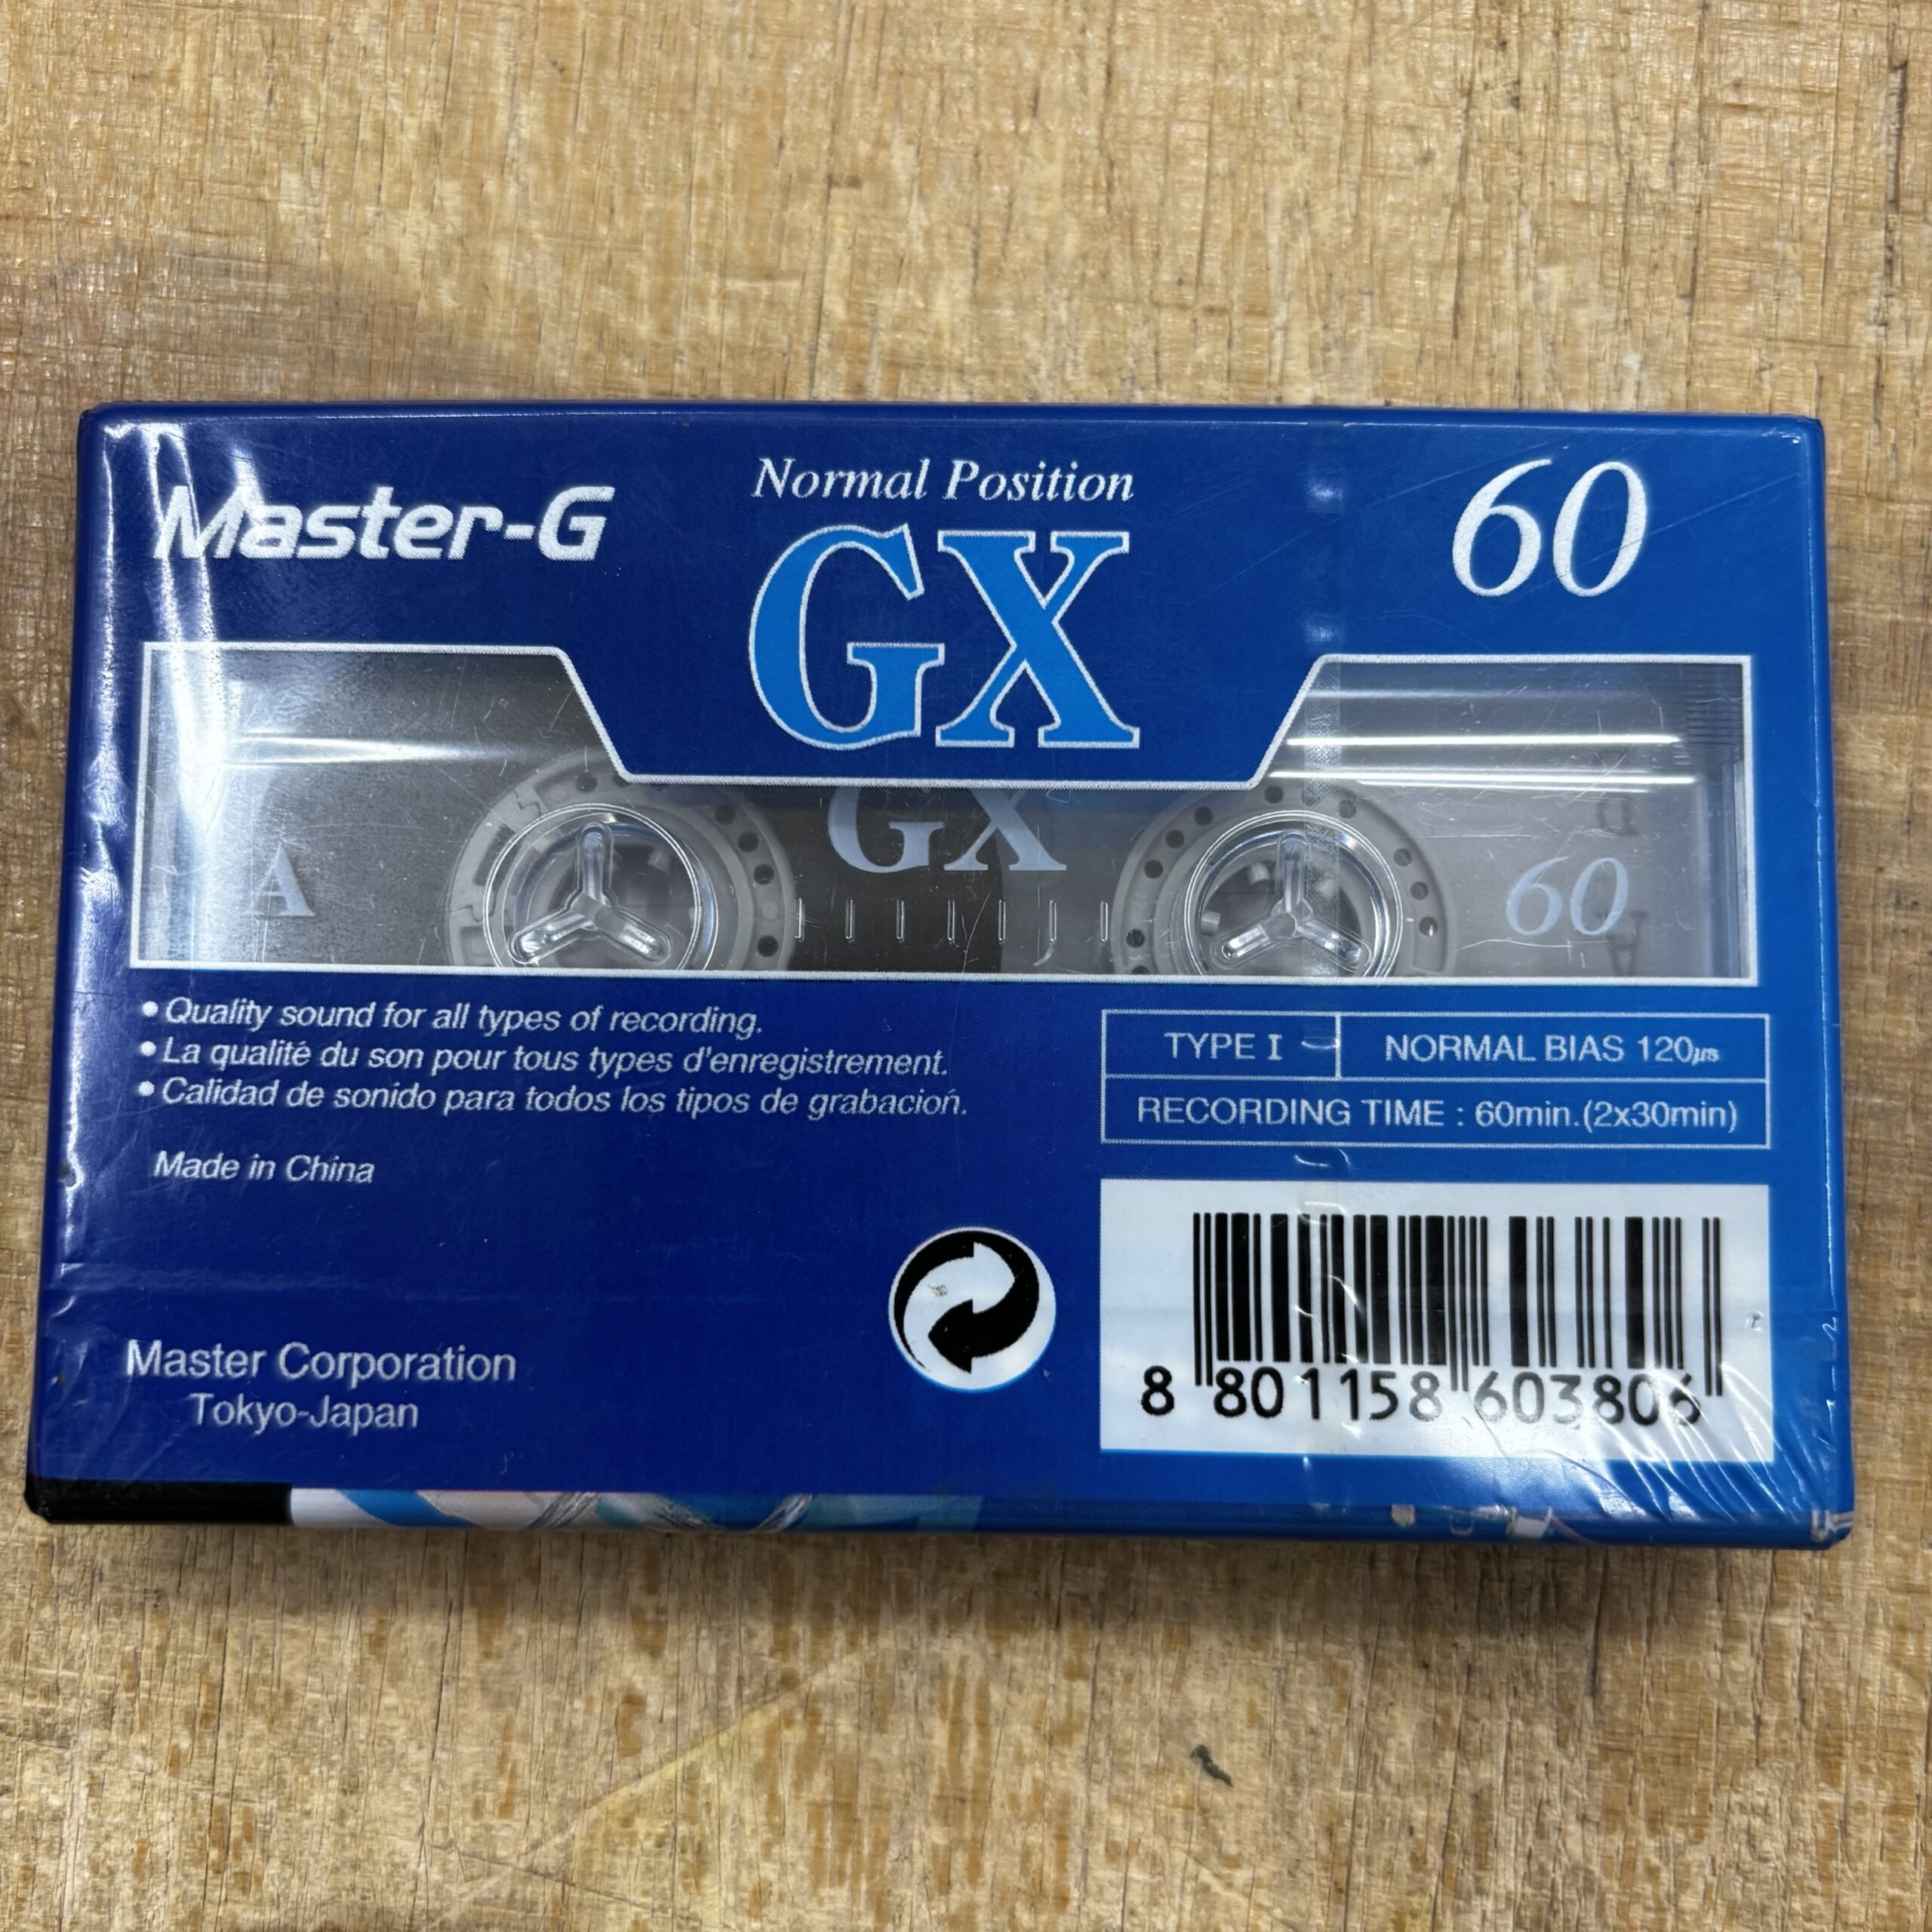 Master-G
Normal Position
GX
60
A
GX
60
• Quality sound for all types of recording.
• La qualité du son pour tous types d'enregistrement.
• Calidad de sonido para todos los tipos de grabación.
Made in China
TYPE I NORMAL BIAS 120µs
RECORDING TIME : 60min.(2x30min)
Master Corporation
Tokyo-Japan
8 801158 603806